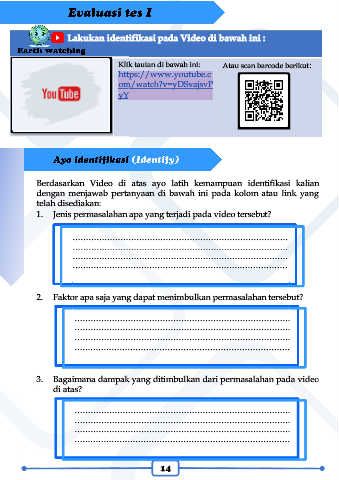 Evaluasi tes I
Lakukan identifikasi pada Video di bawah ini :
Earth watching
YouTube
Klik tautan di bawah ini:
https://www.youtube.c
om/watch?v=yDSvajsvP
yY
Atau scan barcode berikut:
Ayo identifikasi (Identify)
Berdasarkan Video di atas ayo latih kemampuan identifikasi kalian
dengan menjawab pertanyaan di bawah ini pada kolom atau link yang
telah disediakan:
1. Jenis permasalahan apa yang terjadi pada video tersebut?
2. Faktor apa saja yang dapat menimbulkan permasalahan tersebut?
3. Bagaimana dampak yang ditimbulkan dari permasalahan pada video
di atas?
14